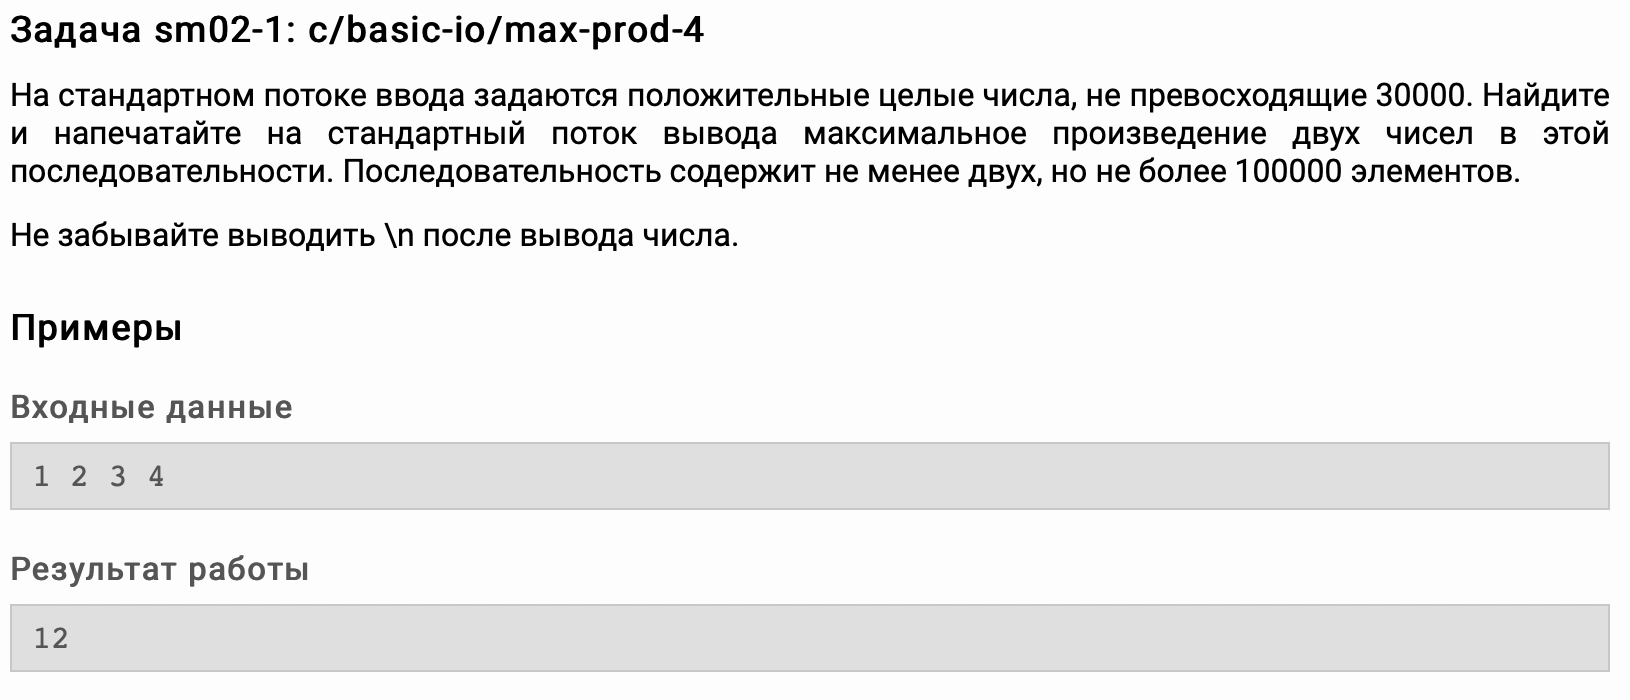 Задача sm02-1: c/basic-io/max-prod-4
На стандартном потоке ввода задаются положительные целые числа, не превосходящие 30000. Найдите
и напечатайте на стандартный поток вывода максимальное произведение двух чисел в этой
последовательности. Последовательность содержит не менее двух, но не более 100000 элементов.
Не забывайте выводить \n после вывода числа.
Примеры
Входные данные
1 2 3 4
Результат работы
12